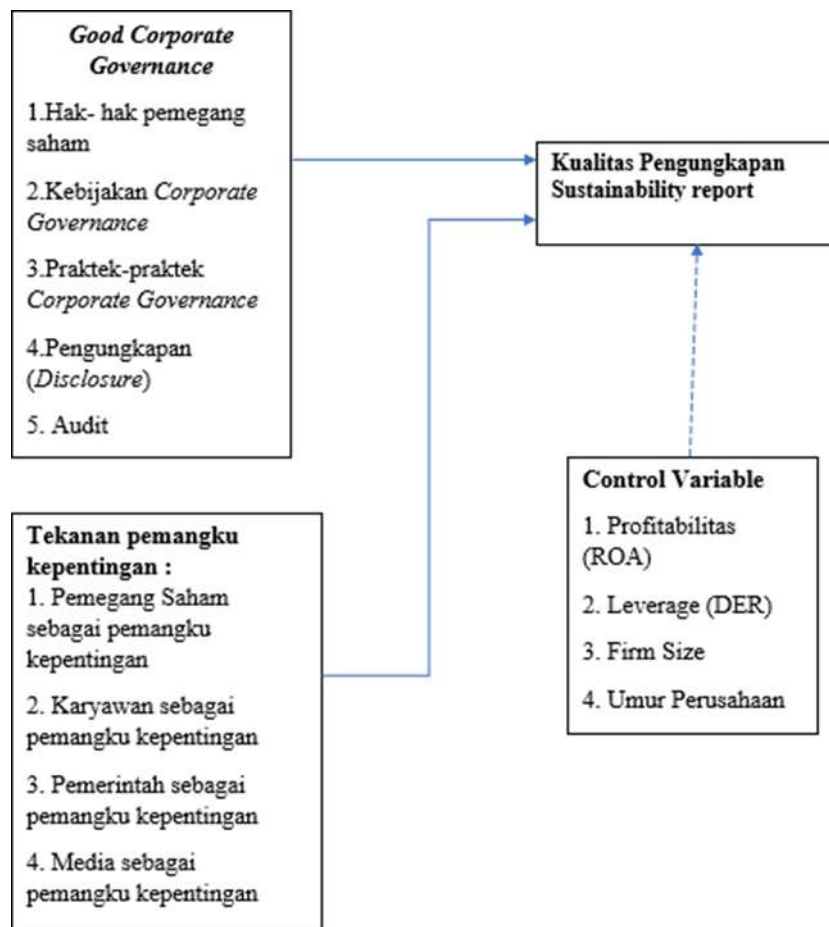 Good Corporate
Governance
1.Hak- hak pemegang
saham
2.Kebijakan Corporate
Governance
3.Praktek-praktek
Corporate Governance
4.Pengungkapan
(Disclosure)
5. Audit
Kualitas Pengungkapan
Sustainability report
Tekanan pemangku
kepentingan :
1. Pemegang Saham
sebagai pemangku
kepentingan
2. Karyawan sebagai
pemangku kepentingan
3. Pemerintah sebagai
pemangku kepentingan
4. Media sebagai
pemangku kepentingan
Control Variable
1. Profitabilitas
(ROA)
2. Leverage (DER)
3. Firm Size
4. Umur Perusahaan